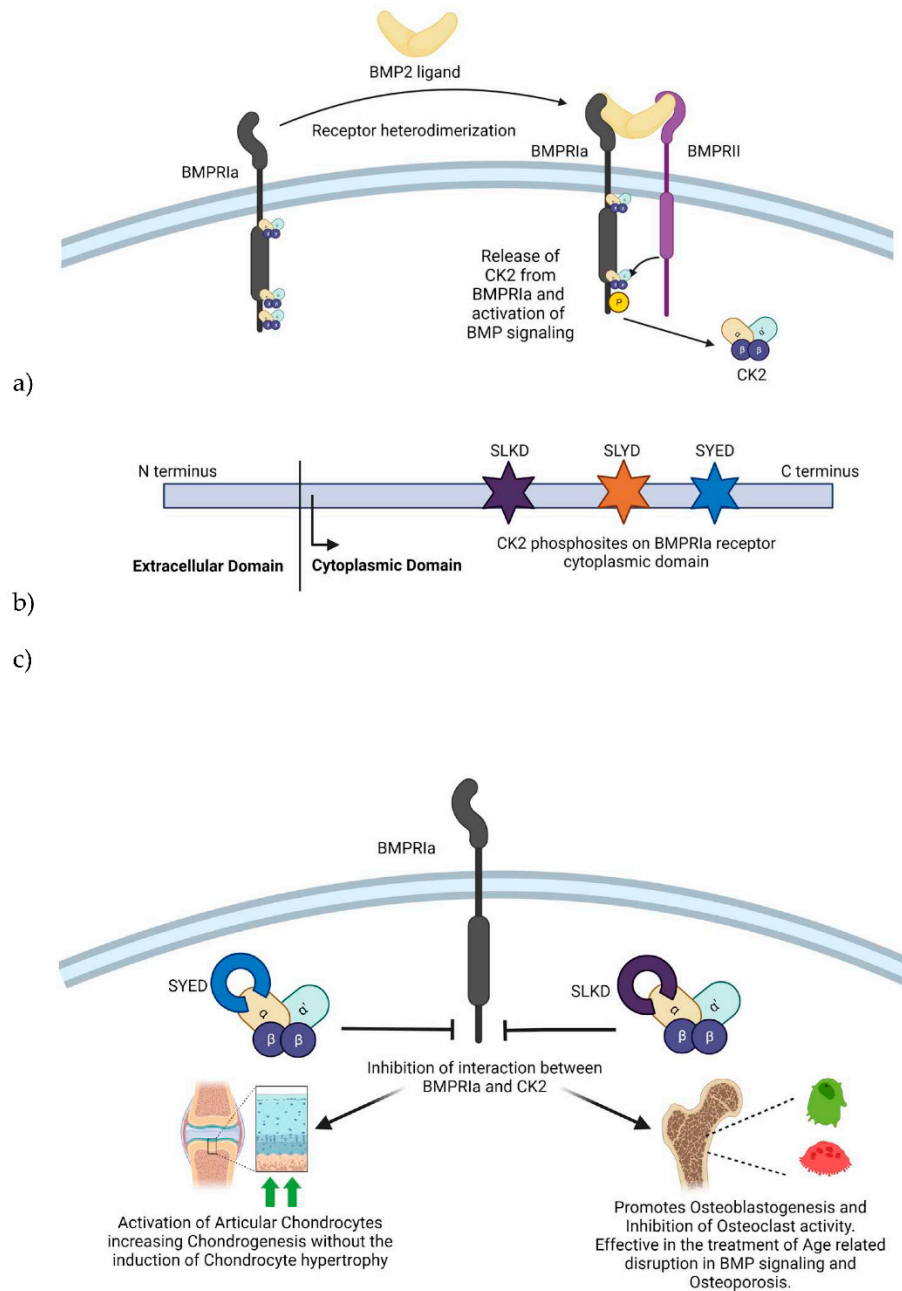 BMP2 ligand
Receptor heterodimerization
BMPRIa
BMPRIa
BMPRII
Release of
CK2 from
BMPRIa and
activation of
BMP signaling
P
α
β β
CK2
a)
SLKD
SLYD
SYED
N terminus
C terminus
Extracellular Domain
Cytoplasmic Domain
CK2 phosphosites on BMPRIa receptor
cytoplasmic domain
b)
c)
BMPRIa
SYED
α α'
β β
SLKD
α α'
β β
Inhibition of interaction between
BMPRIa and CK2
Activation of Articular Chondrocytes
increasing Chondrogenesis without the
induction of Chondrocyte hypertrophy
Promotes Osteoblastogenesis and
Inhibition of Osteoclast activity.
Effective in the treatment of Age related
disruption in BMP signaling and
Osteoporosis.